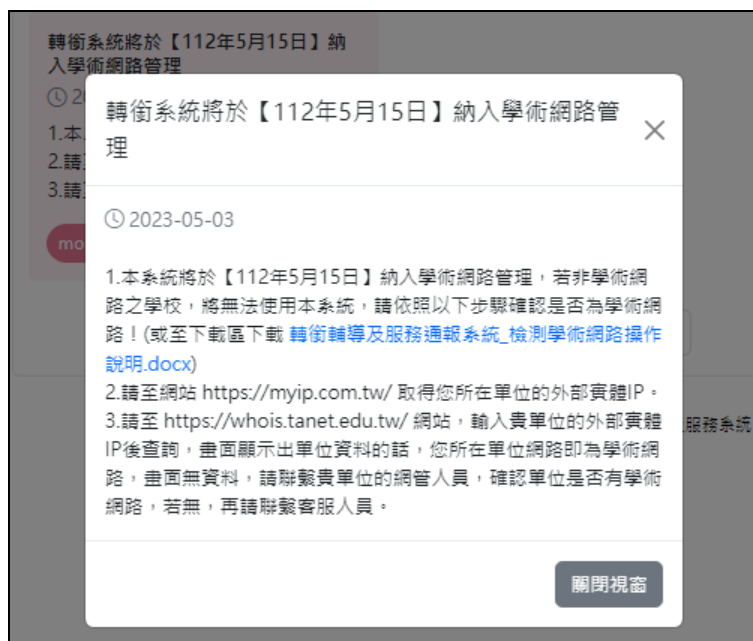 轉銜系統將於【112年5月15日】納
入學術網路管理
20
1.本
2.請
3.請
mo
轉銜系統將於【112年5月15日】納入學術網路管
理
2023-05-03
1.本系統將於【112年5月15日】納入學術網路管理,若非學術網
路之學校,將無法使用本系統,請依照以下步驟確認是否為學術網
路!(或至下載區下載 轉銜輔導及服務通報系統_檢測學術網路操作
說明.docx)
2.請至網站 https://myip.com.tw/ 取得您所在單位的外部實體IP。
3.請至 https://whois.tanet.edu.tw/ 網站,輸入貴單位的外部實體
IP後查詢,畫面顯示出單位資料的話,您所在單位網路即為學術網
路,畫面無資料,請聯繫貴單位的網管人員,確認單位是否有學術
網路,若無,再請聯繫客服人員。
服務系統
關閉視窗